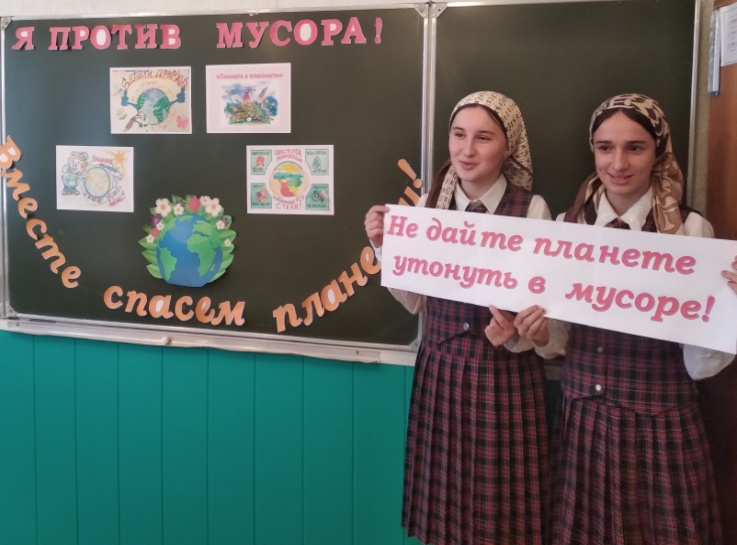 Я ПРОТИВ МУСОРА!
«Планета в опасности»
Вместе спасем планету!
Не дайте планете
утонуть в мусоре!